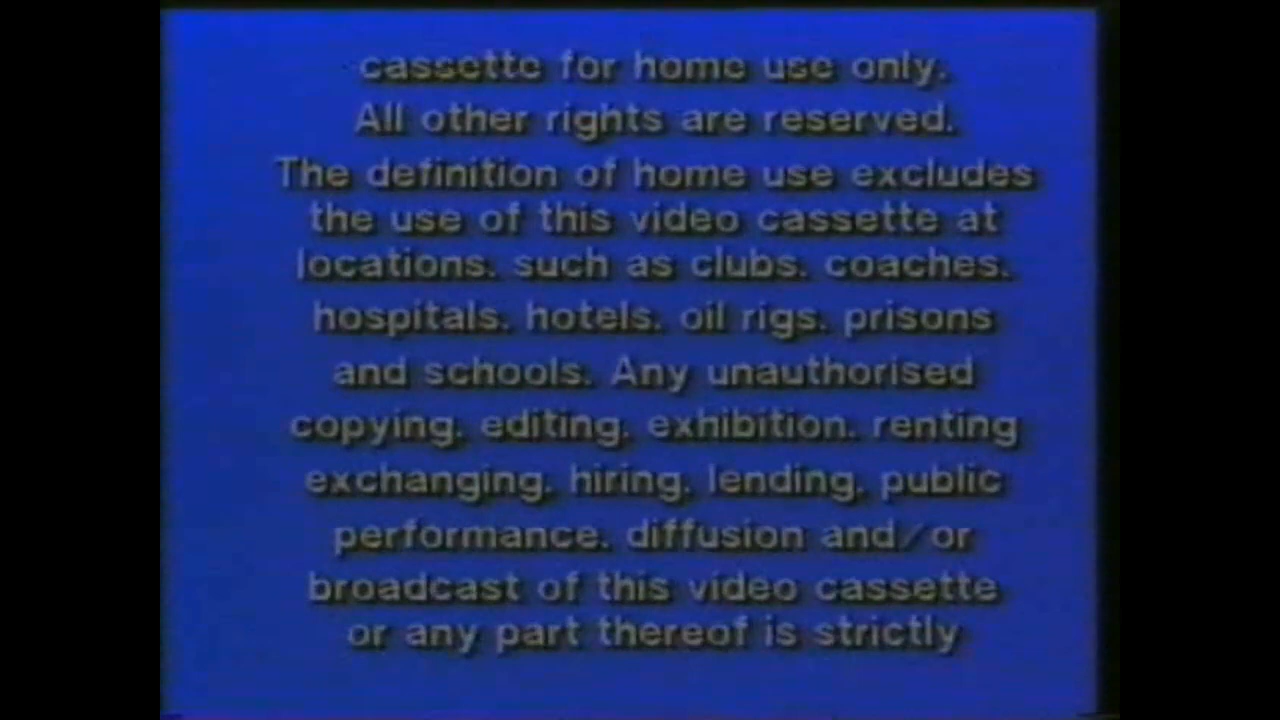 cassette for home use only.
All other rights are reserved.
The definition of home use excludes
the use of this video cassette at
locations, such as clubs, coaches,
hospitals, hotels, oil rigs, prisons
and schools. Any unauthorised
copying, editing, exhibition, renting
exchanging, hiring, lending, public
performance, diffusion and/or
broadcast of this video cassette
or any part thereof is strictly